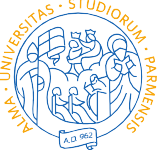 ALMA · UNIVERSITAS · STUDIORUM · PARMENSIS
A.D. 962